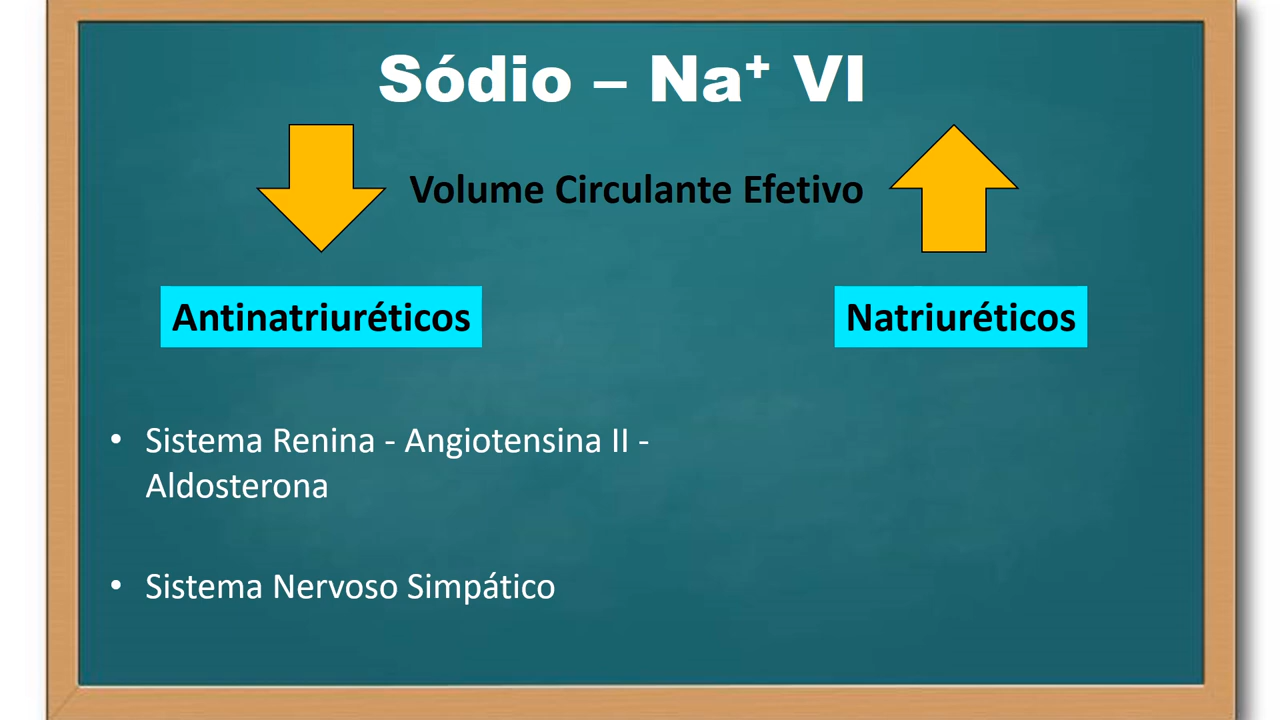 Sódio – Na⁺ VI
Volume Circulante Efetivo
Antinatriuréticos
Natriuréticos
• Sistema Renina - Angiotensina II -
Aldosterona
• Sistema Nervoso Simpático